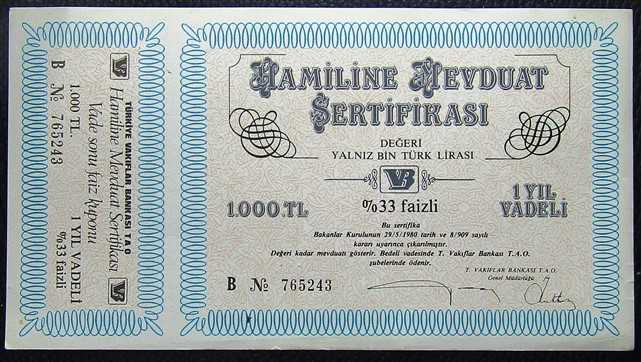 TÜRKİYE VAKIFLAR BANKASI T A O
Hamiline Mevduat Sertifikası
Vade sonu faiz kuponu
1.000 TL. 1 YIL VADELİ
B № 765243 %33 faizli
HAMİLİNE MEVDUAT
SERTİFİKASI
DEĞERİ
YALNIZ BİN TÜRK LİRASI
VB
1.000.TL
%33 faizli
1 YIL
VADELİ
Bu sertifika
Bakanlar Kurulunun 29/5/1980 tarih ve 8/909 sayılı
kararı uyarınca çıkarılmıştır.
Değeri kadar mevduatı gösterir. Bedeli vadesinde T. Vakıflar Bankası T.A.O.
şubelerinde ödenir.
B № 765243
T. VAKIFLAR BANKASI T.A.O.
Genel Müdürlüğü